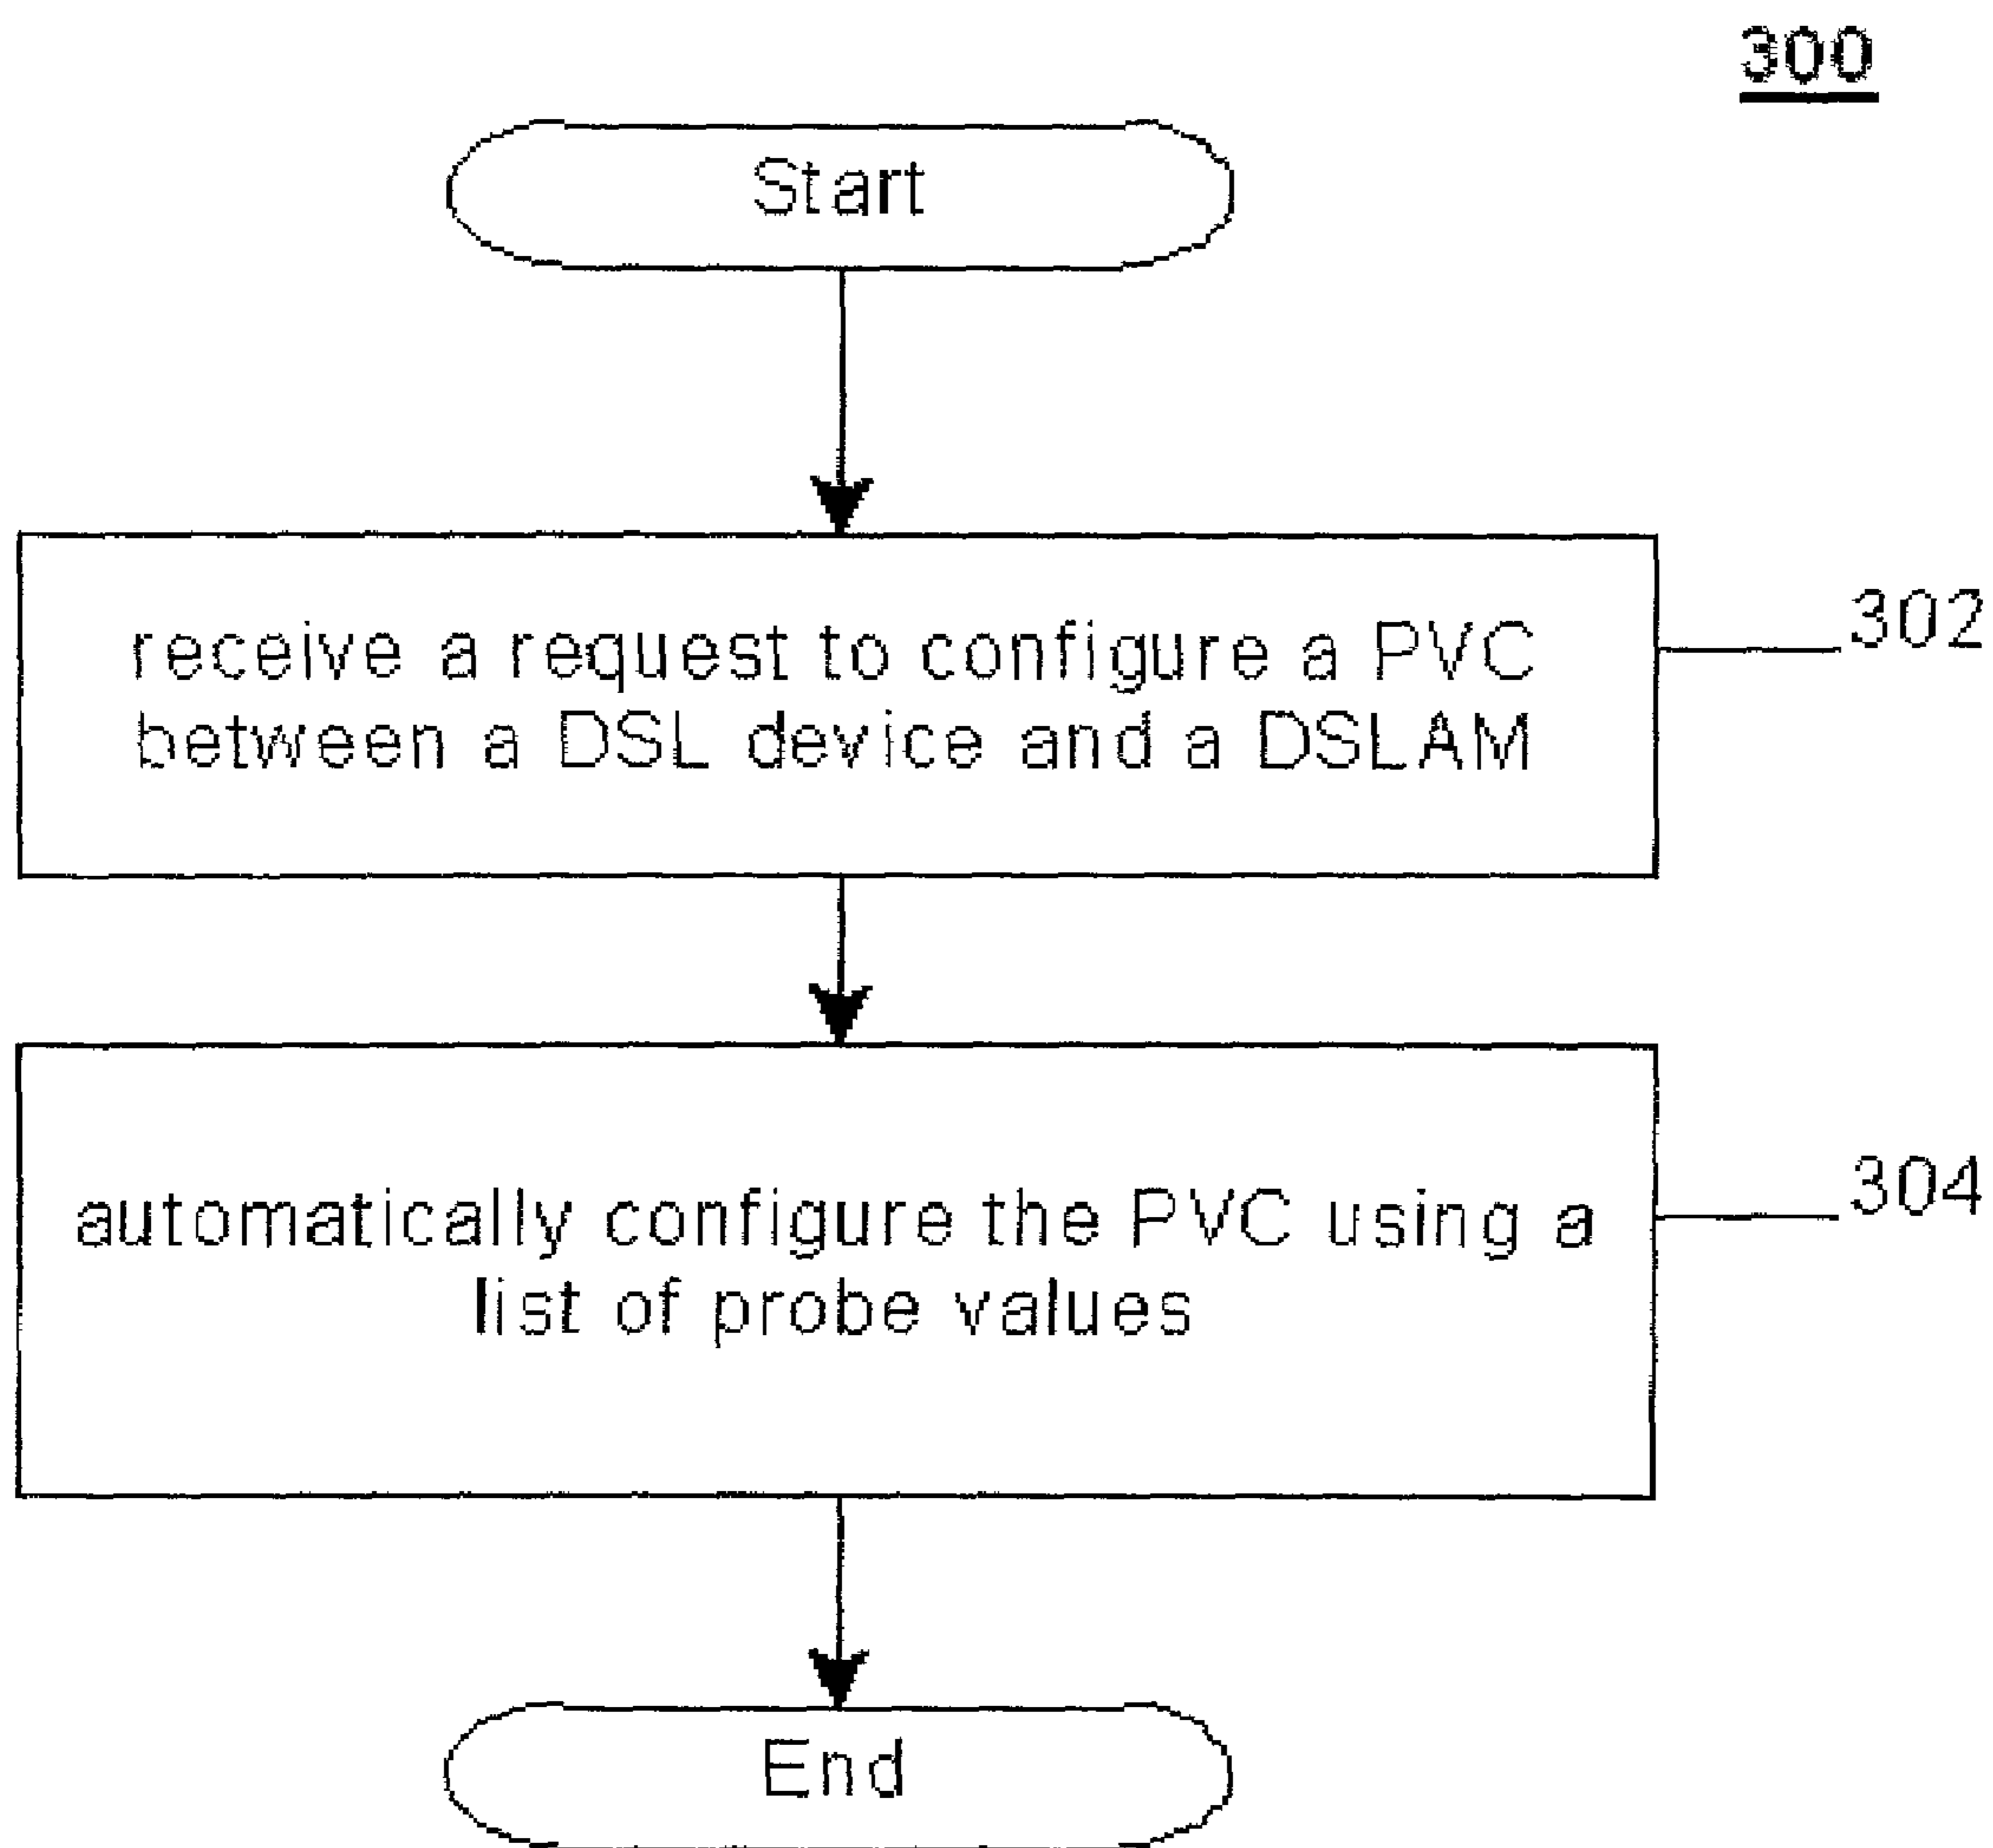 300
Start
receive a request to configure a PVC
between a DSL device and a DSLAM
302
automatically configure the PVC using a
list of probe values
304
End